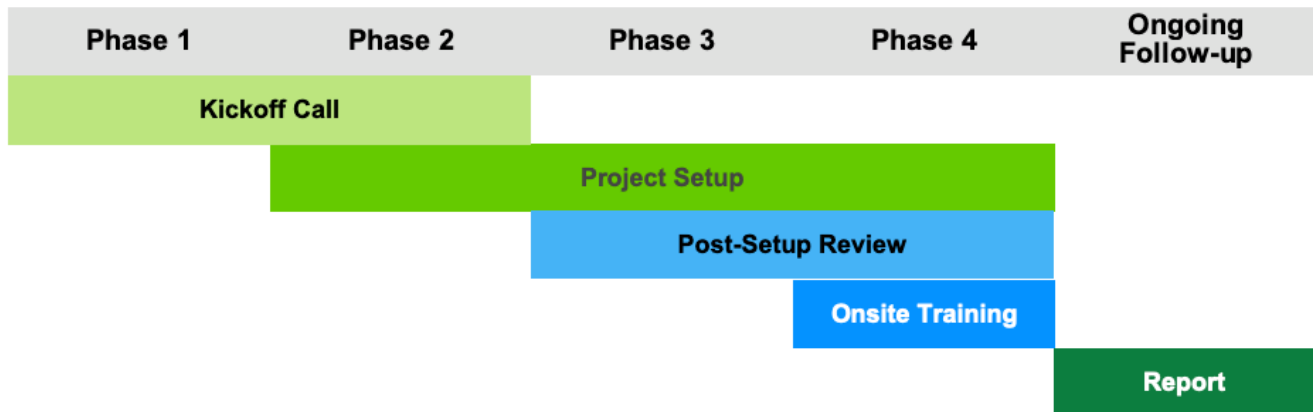 Phase 1 Phase 2 Phase 3 Phase 4 Ongoing
Follow-up
Kickoff Call
Project Setup
Post-Setup Review
Onsite Training
Report